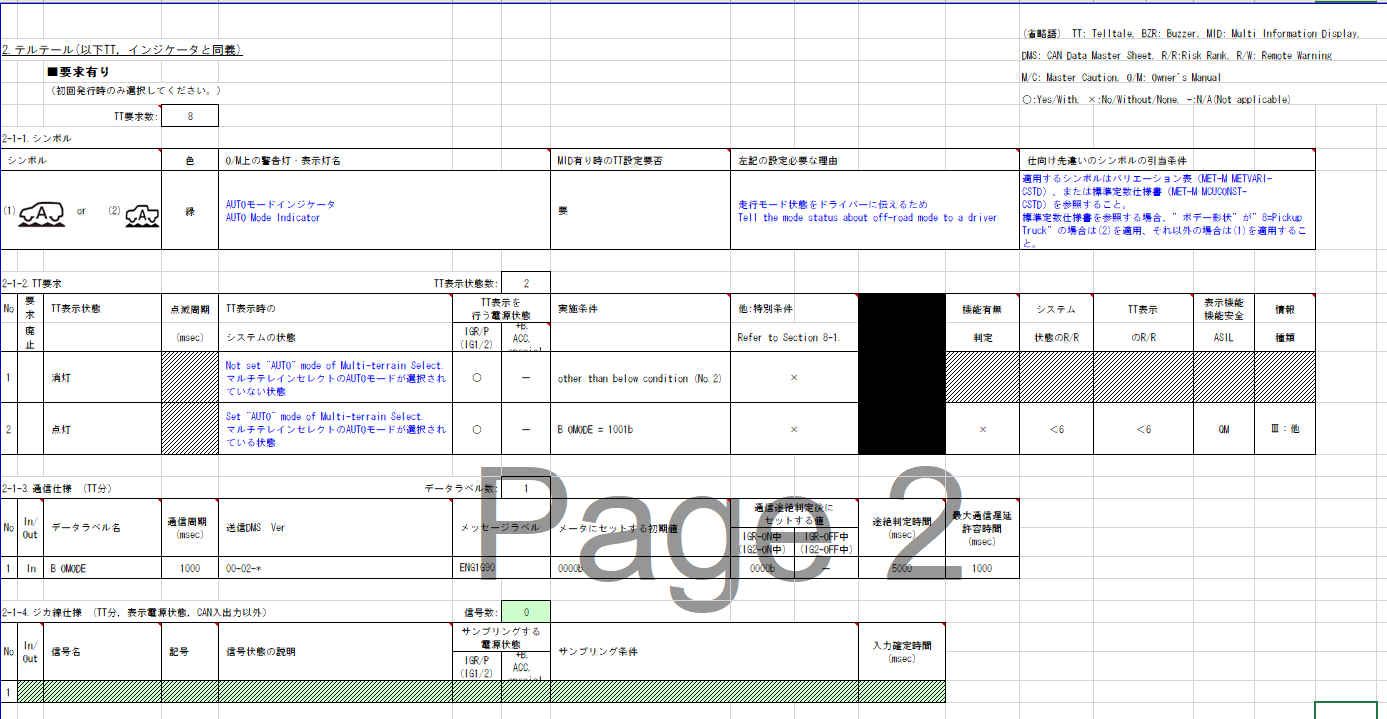 (省略語) TT: Telltale, BZR: Buzzer, MID: Multi Information Display,
2.テルテール(以下TT, インジケータと同義)
DMS: CAN Data Master Sheet, R/R:Risk Rank, R/W: Remote Warning
■要求有り
M/C: Master Caution, O/M: Owner's Manual
(初回発行時のみ選択してください。)
○:Yes/With, ×:No/Without/None, -:N/A(Not applicable)
TT要求数: 8
2-1-1.シンボル
シンボル 色 O/M上の警告灯・表示灯名 MID有り時のTT設定要否 左記の設定必要な理由 仕向け先違いのシンボルの引当条件
(1) A or (2) A 緑
AUTOモードインジケータ
AUTO Mode Indicator
要
走行モード状態をドライバーに伝えるため
Tell the mode status about off-road mode to a driver
適用するシンボルはバリエーション表(MET-M METVARI-
CSTD)、または標準定数仕様書(MET-M MCUCONST-
CSTD)を参照すること。
標準定数仕様書を参照する場合、"ボデー形状"が"8=Pickup
Truck"の場合は(2)を適用、それ以外の場合は(1)を適用するこ
と。
2-1-2.TT要求 TT表示状態数: 2
No
要
求
廃
止
TT表示状態
点滅周期
(msec)
TT表示時の
システムの状態
TT表示を
行う電源状態
IGR/P
(IG1/2)
+B,
ACC,
実施条件
他:特別条件
Refer to Section 8-1.
機能有無
判定
システム
状態のR/R
TT表示
のR/R
表示機能
機能安全
ASIL
情報
種類
1 消灯
Not set "AUTO" mode of Multi-terrain Select.
マルチテレインセレクトのAUTOモードが選択され
ていない状態
○ － other than below condition (No.2) ×
2 点灯
Set "AUTO" mode of Multi-terrain Select.
マルチテレインセレクトのAUTOモードが選択され
ている状態
○ － B_OMODE = 1001b × × <6 <6 QM Ⅲ:他
Page 2
2-1-3.通信仕様 (TT分) データラベル数: 1
No
In/
Out
データラベル名
通信周期
(msec)
送信DMS Ver
メッセージラベル
メータにセットする初期値
通信途絶判定後に
セットする値
IGR-ON中
(IG2-ON中)
IGR-OFF中
(IG2-OFF中)
途絶判定時間
(msec)
最大通信遅延
許容時間
(msec)
1 In B_OMODE 1000 00-02-* ENG1G90 0000b 0000b － 5000 1000
2-1-4.ジカ線仕様 (TT分, 表示電源状態, CAN入出力以外) 信号数: 0
No
In/
Out
信号名
記号
信号状態の説明
サンプリングする
電源状態
IGR/P
(IG1/2)
+B,
ACC,
サンプリング条件
入力確定時間
(msec)
1